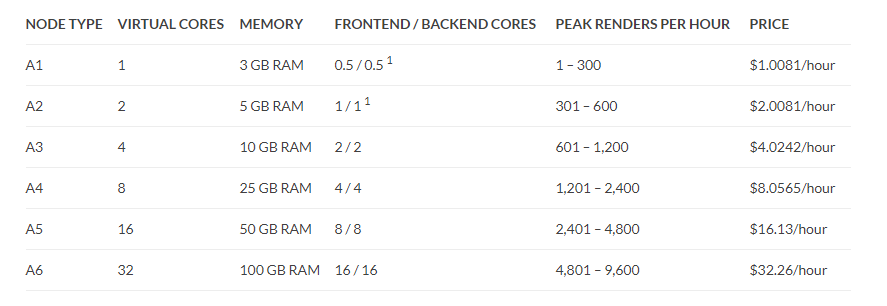 NODE TYPE VIRTUAL CORES MEMORY FRONTEND / BACKEND CORES PEAK RENDERS PER HOUR PRICE
A1 1 3 GB RAM 0.5 / 0.5 1 1 – 300 $1.0081/hour
A2 2 5 GB RAM 1 / 1 1 301 – 600 $2.0081/hour
A3 4 10 GB RAM 2 / 2 601 – 1,200 $4.0242/hour
A4 8 25 GB RAM 4 / 4 1,201 – 2,400 $8.0565/hour
A5 16 50 GB RAM 8 / 8 2,401 – 4,800 $16.13/hour
A6 32 100 GB RAM 16 / 16 4,801 – 9,600 $32.26/hour